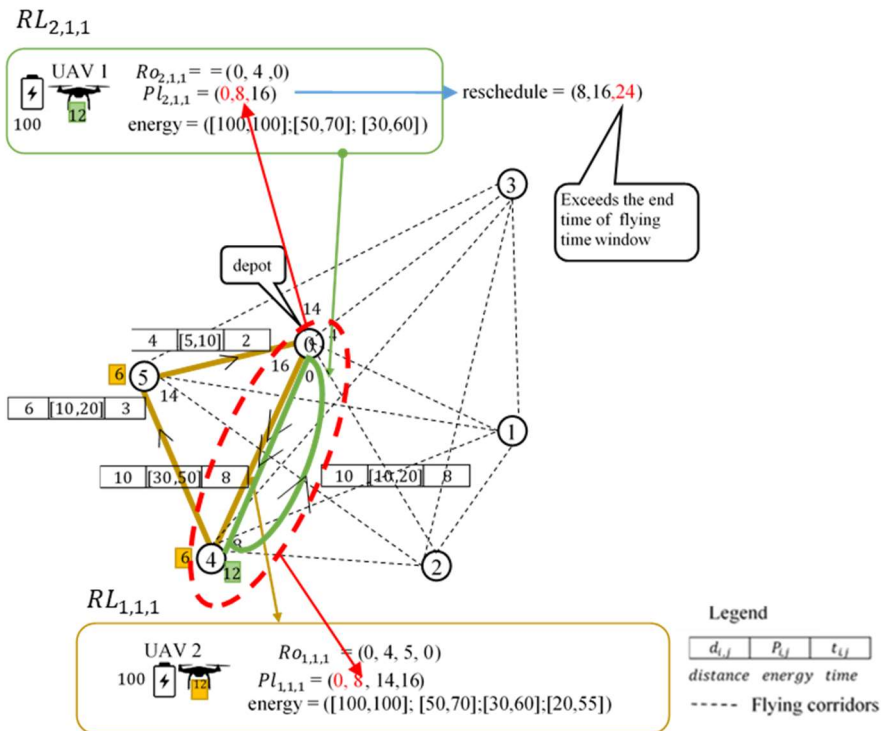 RL2,1,1
UAV 1
100
12
Ro2,1,1= =(0, 4 ,0)
Pl2,1,1 = (0,8,16)
energy = ([100,100];[50,70]; [30,60])
reschedule = (8,16,24)
Exceeds the end
time of flying
time window
3
depot
14
4 [5,10] 2
0
4
16
0
6
5
14
6 [10,20] 3
1
10 [30,50] 8
10 [10,20] 8
8
6
4
12
2
RL1,1,1
UAV 2
100
12
Ro1,1,1 = (0, 4, 5, 0)
Pl1,1,1 = (0, 8, 14,16)
energy = ([100,100]; [50,70];[30,60];[20,55])
Legend
di,j Pi,j ti,j
distance energy time
Flying corridors